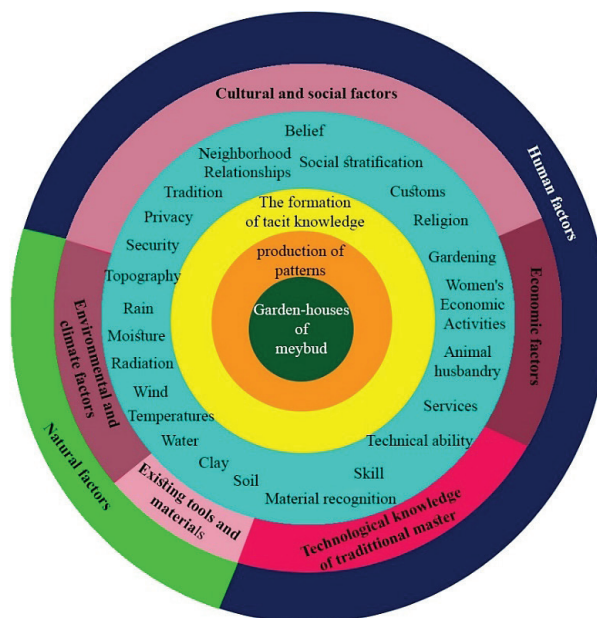 Cultural and social factors
Human factors
Belief
Neighborhood
Relationships
Social stratification
Tradition
Customs
Privacy
The formation
of tacit knowledge
Religion
Security
production of
patterns
Gardening
Topography
Women's
Economic
Activities
Economic factors
Garden-houses
of
meybud
Rain
Moisture
Radiation
Animal
husbandry
Environmental and
climate factors
Wind
Temperatures
Services
Natural factors
Water
Technical ability
Clay
Soil
Skill
Material recognition
Existing tools and
materials
Technological knowledge
of tradittional master